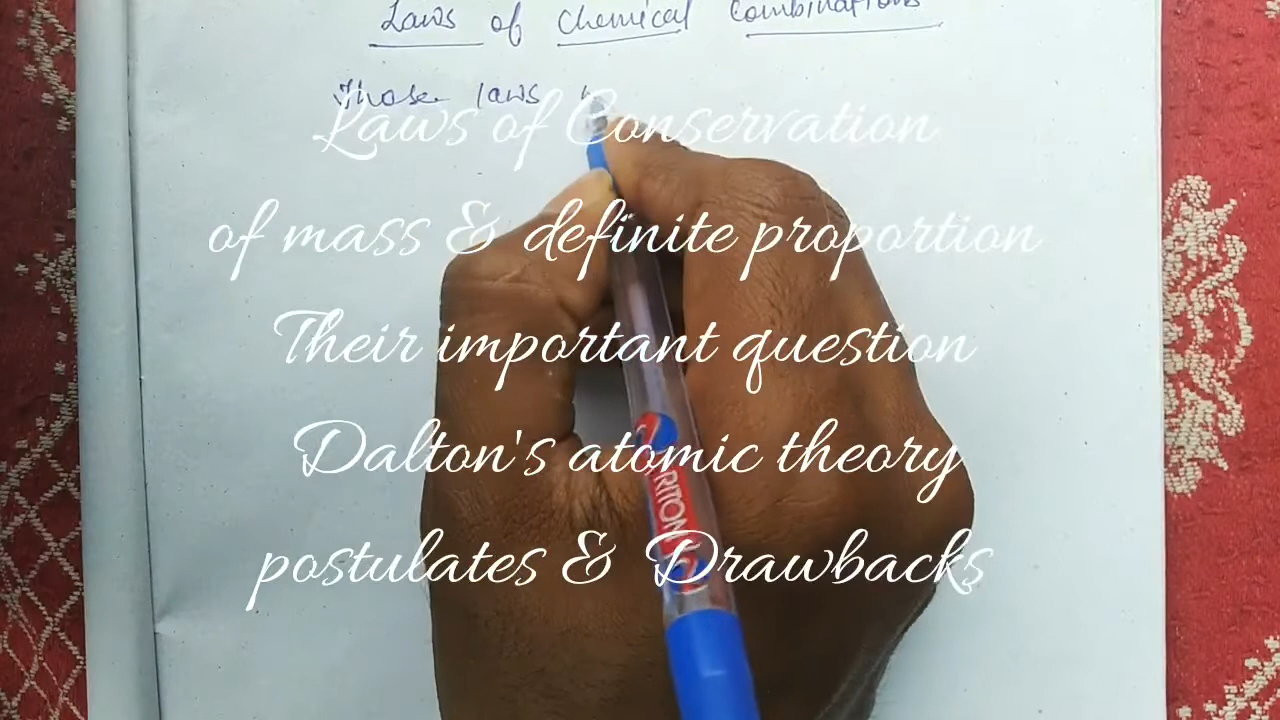 Laws of Chemical Combinations
Those laws
Laws of Conservation
of mass & definite proportion
Their important question
Dalton's atomic theory
postulates & Drawbacks
RITON